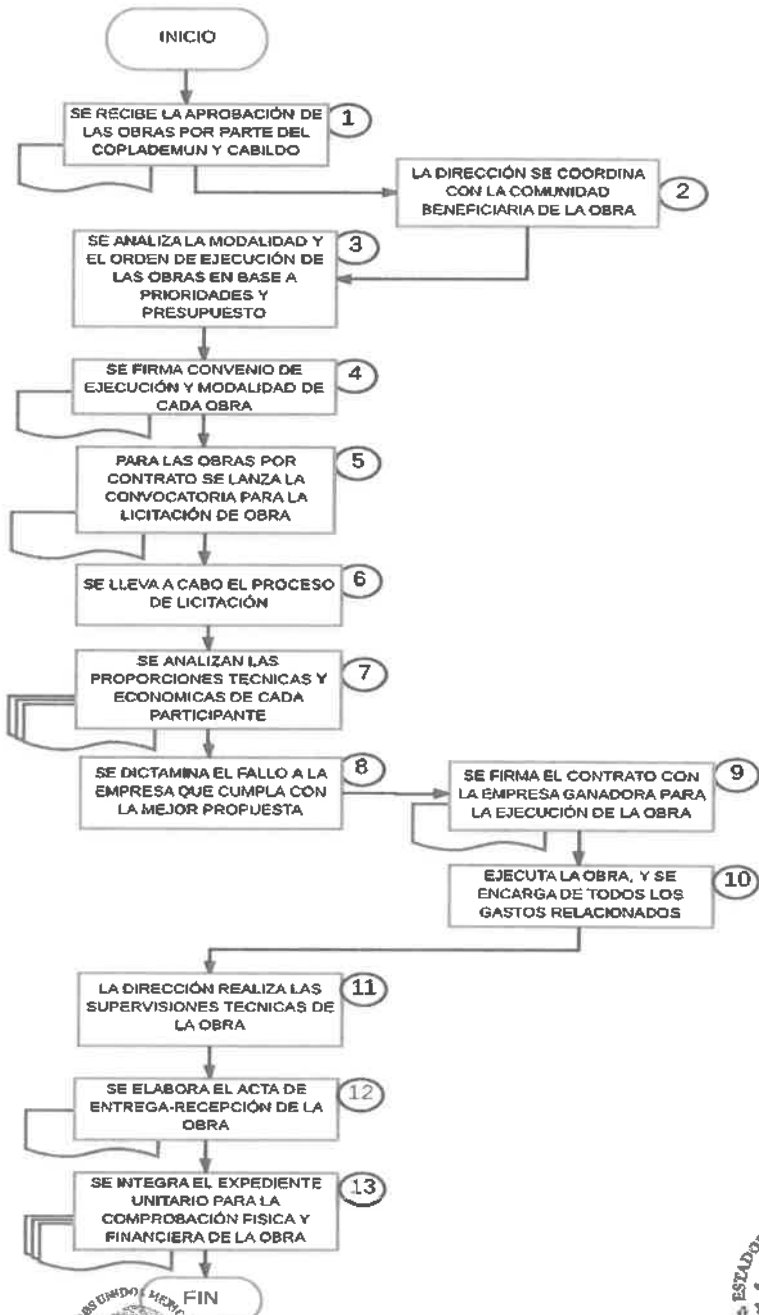 INICIO
SE RECIBE LA APROBACIÓN DE
LAS OBRAS POR PARTE DEL
COPLADEMUN Y CABILDO
1
LA DIRECCIÓN SE COORDINA
CON LA COMUNIDAD
BENEFICIARIA DE LA OBRA
2
SE ANALIZA LA MODALIDAD Y
EL ORDEN DE EJECUCIÓN DE
LAS OBRAS EN BASE A
PRIORIDADES Y
PRESUPUESTO
3
SE FIRMA CONVENIO DE
EJECUCIÓN Y MODALIDAD DE
CADA OBRA
4
PARA LAS OBRAS POR
CONTRATO SE LANZA LA
CONVOCATORIA PARA LA
LICITACIÓN DE OBRA
5
SE LLEVA A CABO EL PROCESO
DE LICITACIÓN
6
SE ANALIZAN LAS
PROPORCIONES TECNICAS Y
ECONOMICAS DE CADA
PARTICIPANTE
7
SE DICTAMINA EL FALLO A LA
EMPRESA QUE CUMPLA CON
LA MEJOR PROPUESTA
8
SE FIRMA EL CONTRATO CON
LA EMPRESA GANADORA PARA
LA EJECUCIÓN DE LA OBRA
9
EJECUTA LA OBRA, Y SE
ENCARGA DE TODOS LOS
GASTOS RELACIONADOS
10
LA DIRECCIÓN REALIZA LAS
SUPERVISIONES TECNICAS DE
LA OBRA
11
SE ELABORA EL ACTA DE
ENTREGA-RECEPCIÓN DE LA
OBRA
12
SE INTEGRA EL EXPEDIENTE
UNITARIO PARA LA
COMPROBACIÓN FISICA Y
FINANCIERA DE LA OBRA
13
FIN